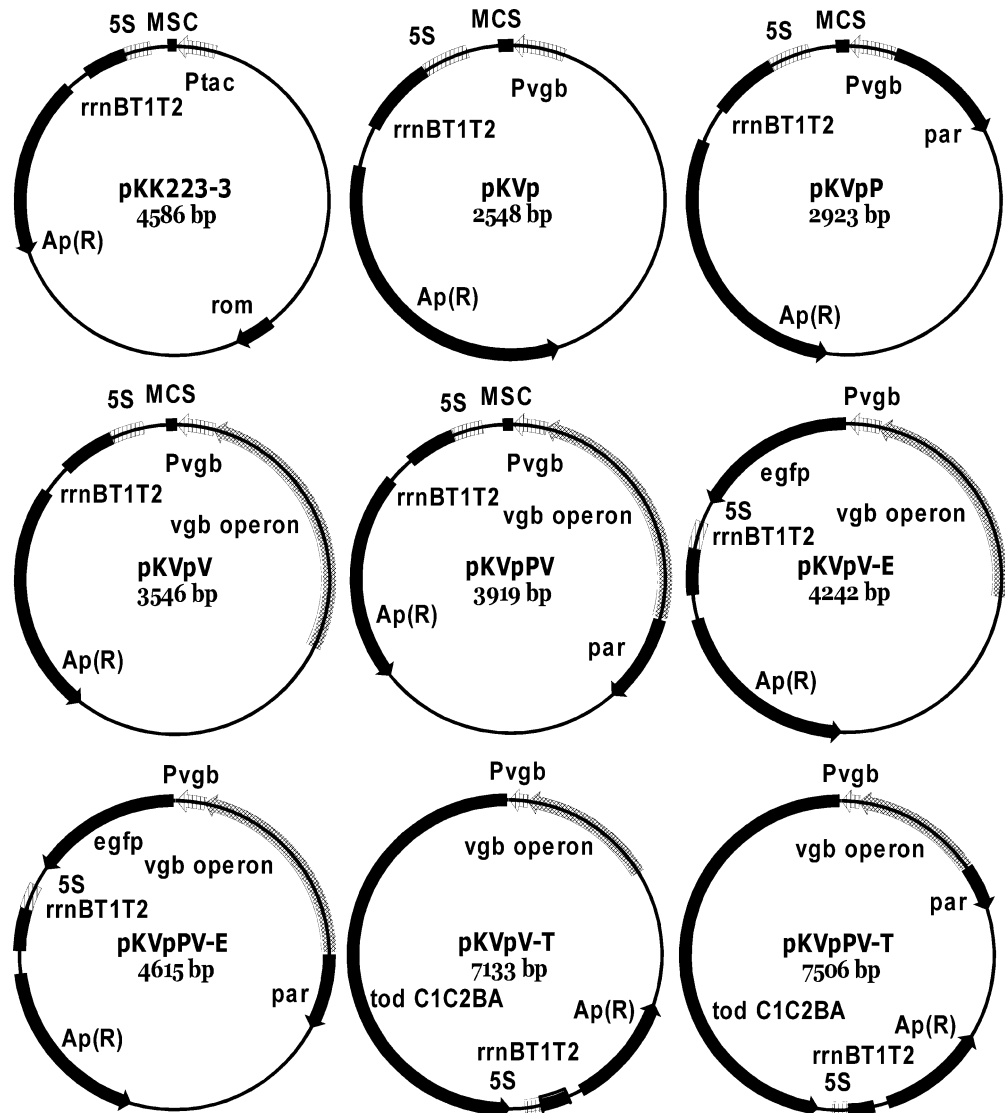 5S MSC
Ptac
rrnBT1T2
pKK223-3
4586 bp
Ap(R)
rom
MCS
5S
Pvgb
rrnBT1T2
pKVp
2548 bp
Ap(R)
MCS
5S
Pvgb
rrnBT1T2
par
pKVpP
2923 bp
Ap(R)
5S MCS
Pvgb
rrnBT1T2
vgb operon
pKVpV
3546 bp
Ap(R)
5S MSC
Pvgb
rrnBT1T2
vgb operon
pKVpPV
3919 bp
Ap(R)
par
Pvgb
egfp
5S
vgb operon
rrnBT1T2
pKVpV-E
4242 bp
Ap(R)
Pvgb
egfp
vgb operon
5S
rrnBT1T2
pKVpPV-E
4615 bp
par
Ap(R)
Pvgb
vgb operon
pKVpV-T
7133 bp
tod C1C2BA
Ap(R)
rrnBT1T2
5S
Pvgb
vgb operon
par
pKVpPV-T
7506 bp
tod C1C2BA
Ap(R)
rrnBT1T2
5S